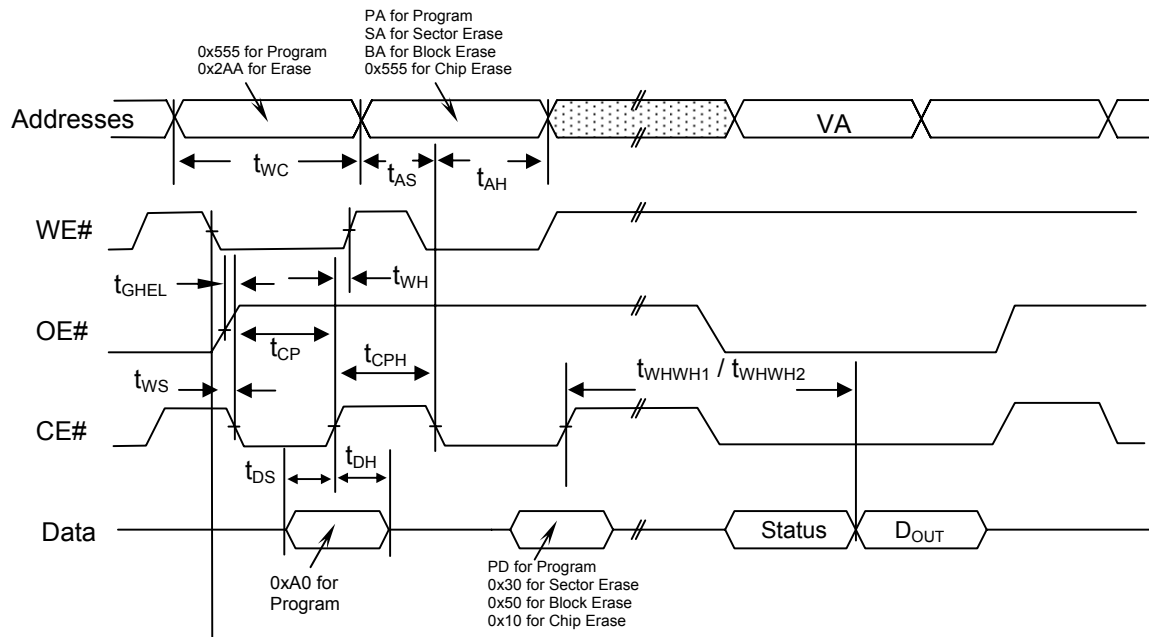 PA for Program
SA for Sector Erase
BA for Block Erase
0x555 for Chip Erase
0x555 for Program
0x2AA for Erase
Addresses
VA
tWC
tAS
tAH
WE#
tGHEL
tWH
OE#
tCP
tCPH
tWHWH1 / tWHWH2
tWS
CE#
tDS
tDH
Data
Status
DOUT
0xA0 for
Program
PD for Program
0x30 for Sector Erase
0x50 for Block Erase
0x10 for Chip Erase